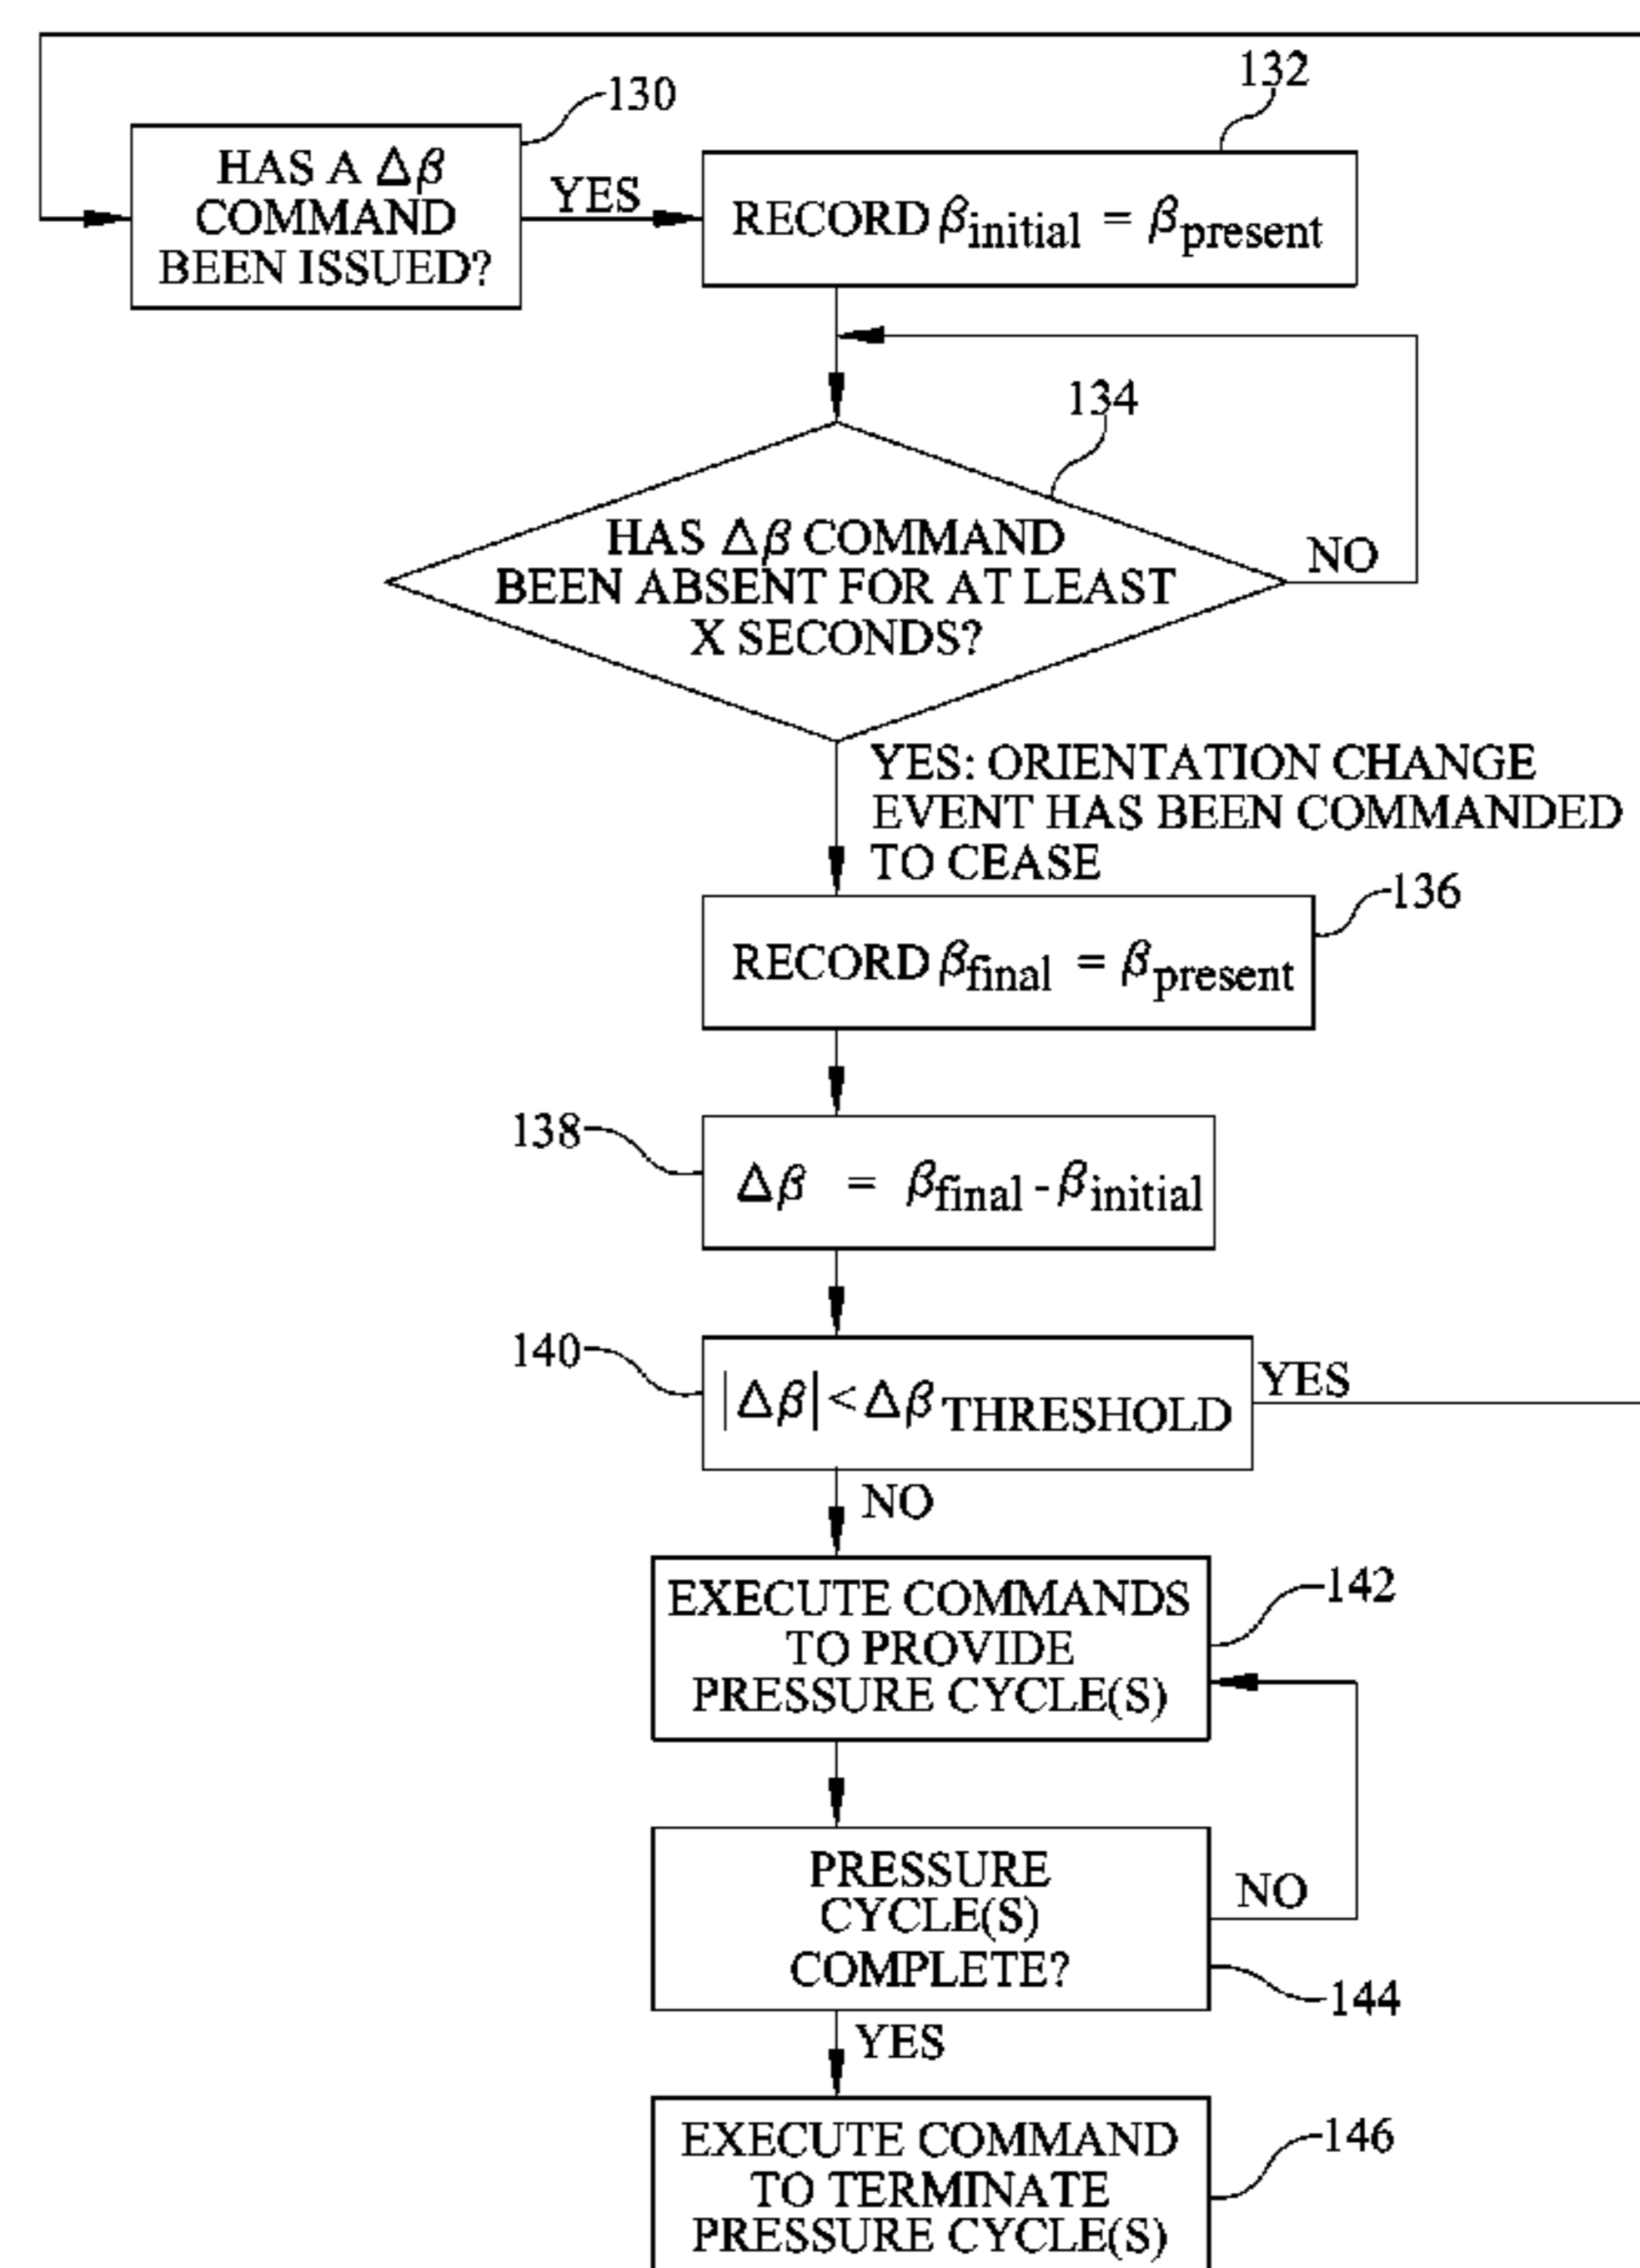 130
HAS A Δβ
COMMAND
BEEN ISSUED?
YES
132
RECORD βinitial = βpresent
134
HAS Δβ COMMAND
BEEN ABSENT FOR AT LEAST
X SECONDS?
NO
YES: ORIENTATION CHANGE
EVENT HAS BEEN COMMANDED
TO CEASE
136
RECORD βfinal = βpresent
138
Δβ = βfinal - βinitial
140
|Δβ| < Δβ THRESHOLD
YES
NO
EXECUTE COMMANDS
TO PROVIDE
PRESSURE CYCLE(S)
142
PRESSURE
CYCLE(S)
COMPLETE?
NO
144
YES
EXECUTE COMMAND
TO TERMINATE
PRESSURE CYCLE(S)
146